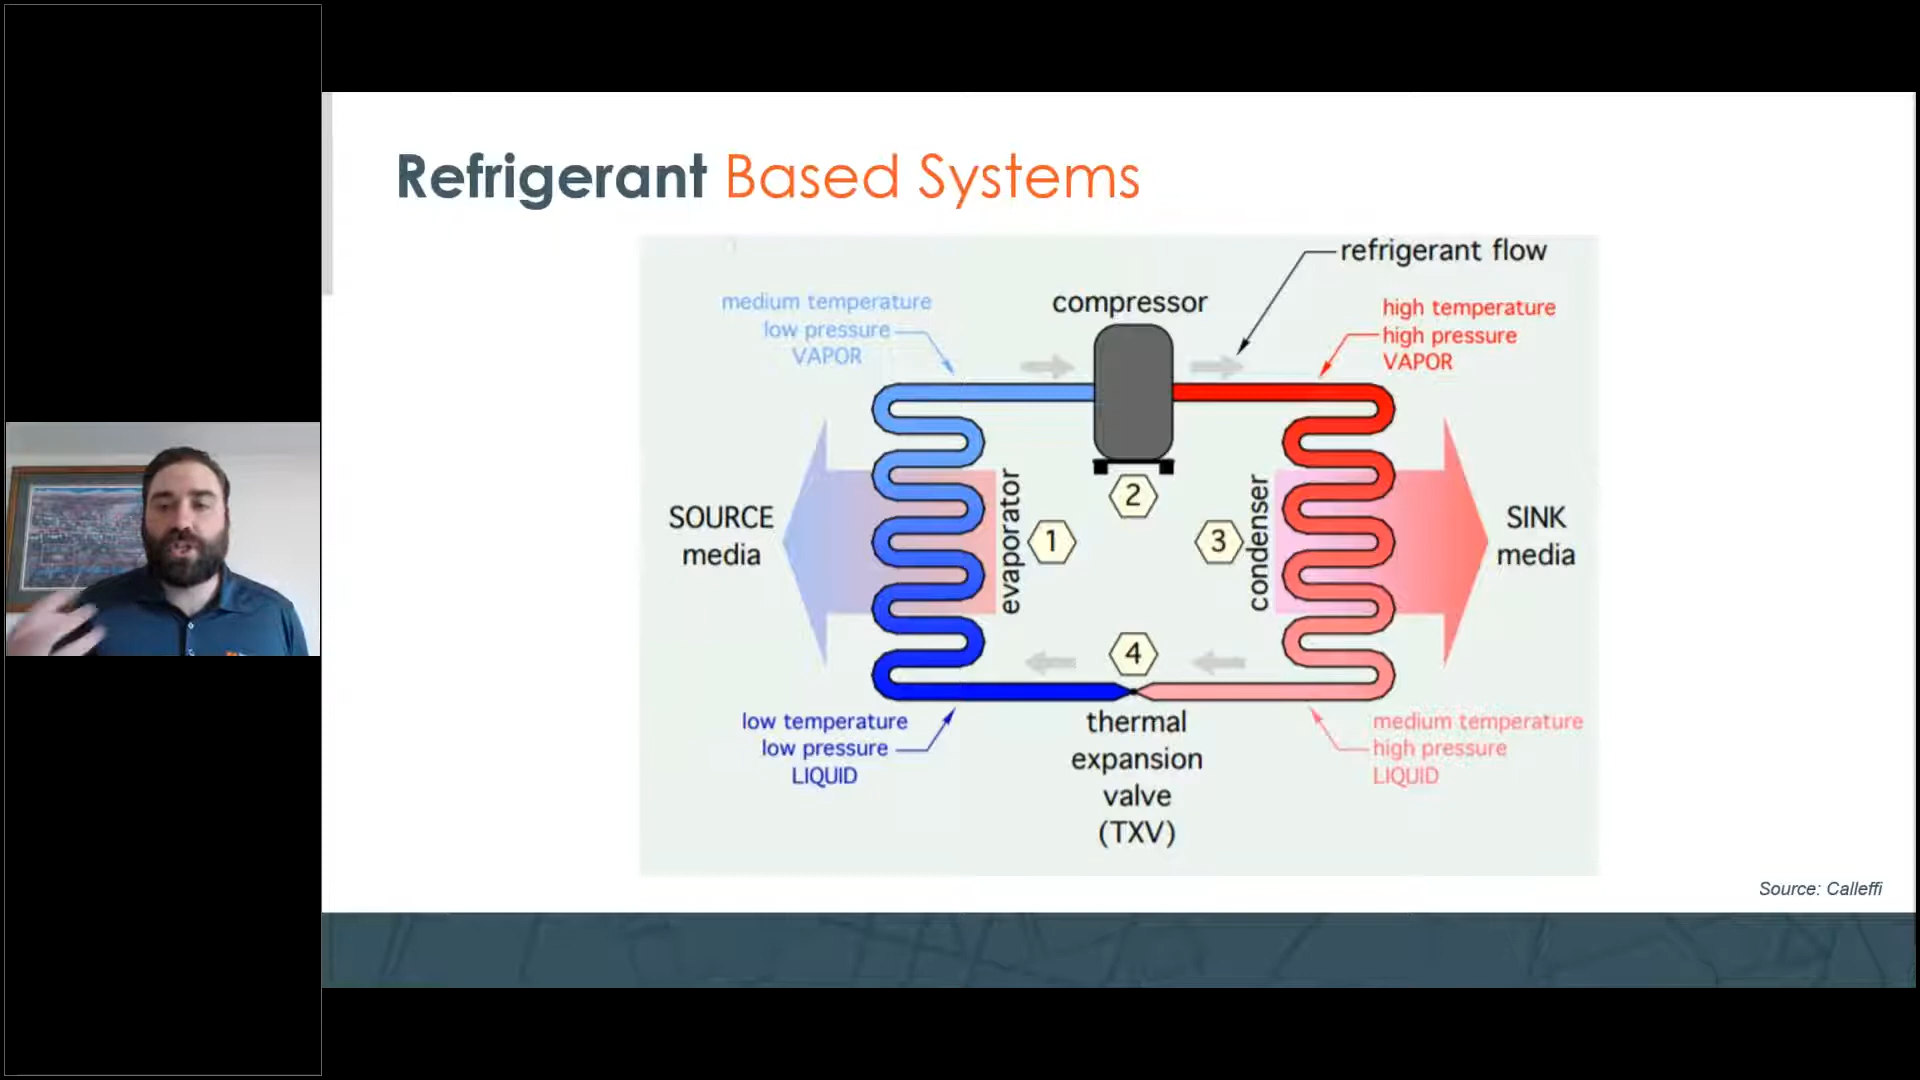 Refrigerant Based Systems
refrigerant flow
compressor
medium temperature
low pressure
VAPOR
high temperature
high pressure
VAPOR
SOURCE
media
evaporator
1
2
3
condenser
SINK
media
4
low temperature
low pressure
LIQUID
thermal
expansion
valve
(TXV)
medium temperature
high pressure
LIQUID
Source: Calleffi